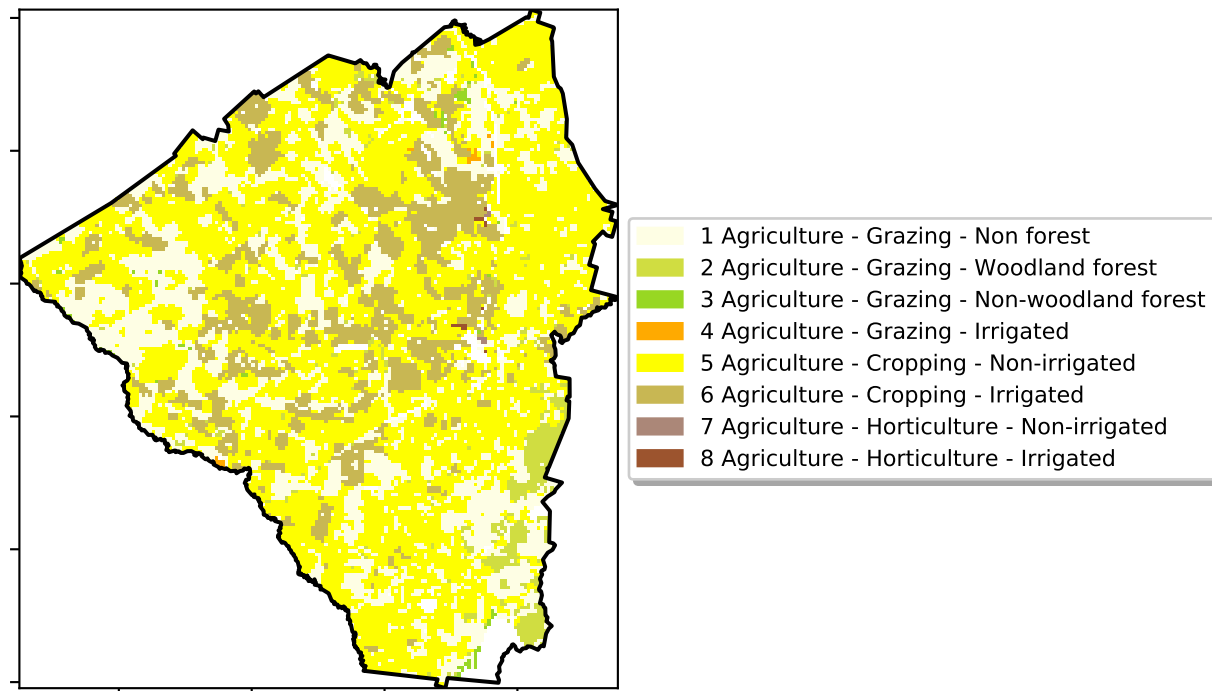 1 Agriculture - Grazing - Non forest
2 Agriculture - Grazing - Woodland forest
3 Agriculture - Grazing - Non-woodland forest
4 Agriculture - Grazing - Irrigated
5 Agriculture - Cropping - Non-irrigated
6 Agriculture - Cropping - Irrigated
7 Agriculture - Horticulture - Non-irrigated
8 Agriculture - Horticulture - Irrigated